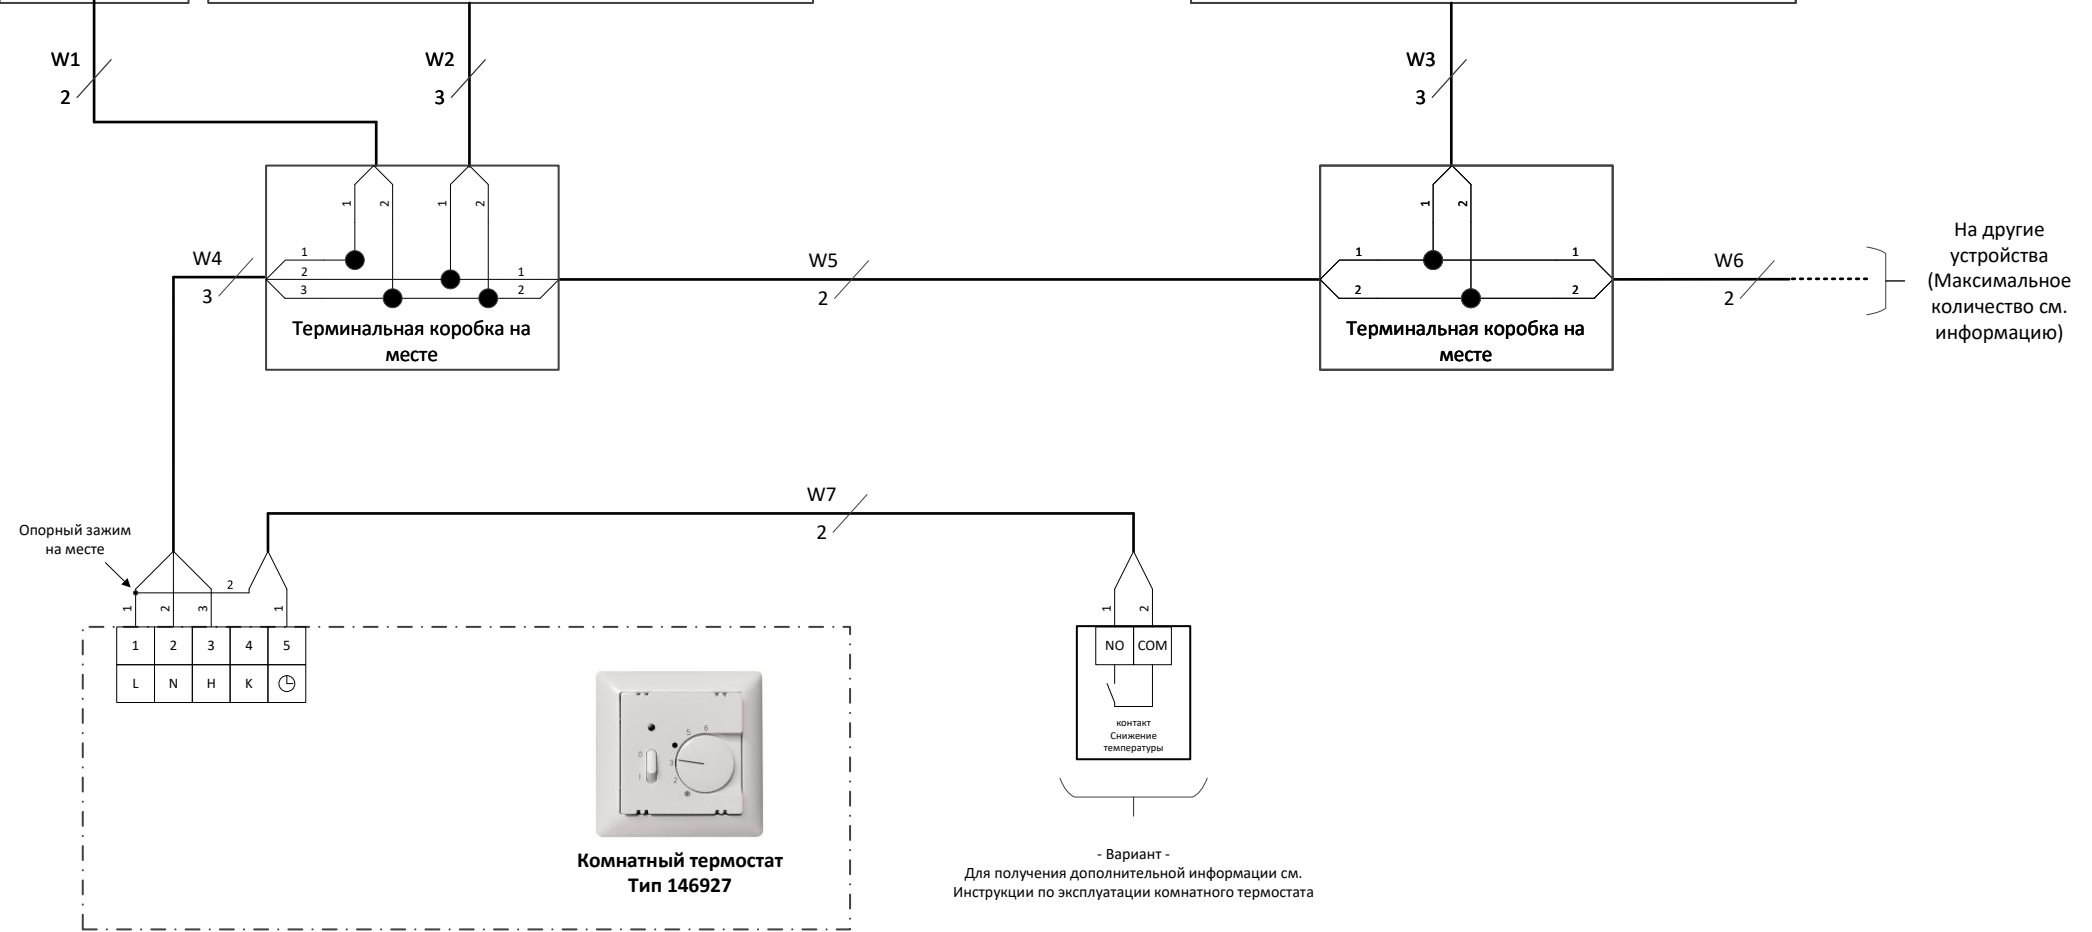 W1
2
W2
3
W3
3
1
2
1
2
1
2
3
1
2
Терминальная коробка на
месте
W4
3
W5
2
1
2
1
2
1
2
Терминальная коробка на
месте
W6
2
На другие
устройства
(Максимальное
количество см.
информацию)
W7
2
Опорный зажим
на месте
2
1
2
3
1
1 2 3 4 5
L N H K
1
2
NO COM
контакт
Снижение
температуры
0
I
2
3
5
6
Комнатный термостат
Тип 146927
- Вариант -
Для получения дополнительной информации см.
Инструкции по эксплуатации комнатного термостата